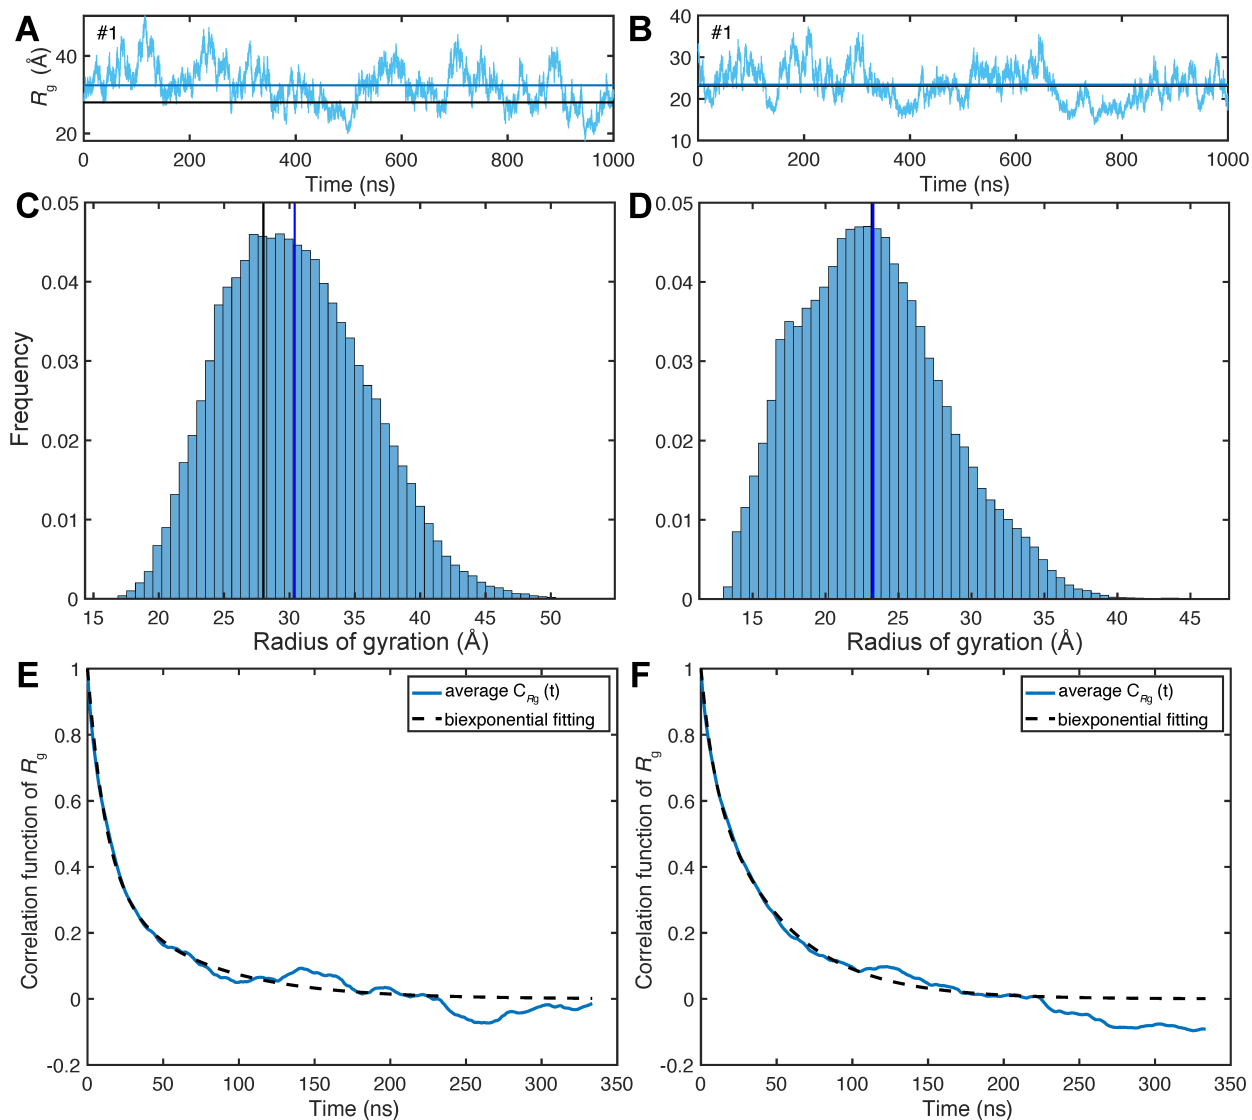 A
#1
Rg (Å)
40
20
0 200 400 600 800 1000
Time (ns)
B
#1
40
30
20
10
0 200 400 600 800 1000
Time (ns)
C
0.05
0.04
0.03
0.02
0.01
0
Frequency
15 20 25 30 35 40 45 50
Radius of gyration (Å)
D
0.05
0.04
0.03
0.02
0.01
0
15 20 25 30 35 40 45
Radius of gyration (Å)
E
1
0.8
0.6
0.4
0.2
0
-0.2
Correlation function of Rg
average CRg (t)
biexponential fitting
0 50 100 150 200 250 300 350
Time (ns)
F
1
0.8
0.6
0.4
0.2
0
-0.2
Correlation function of Rg
average CRg (t)
biexponential fitting
0 50 100 150 200 250 300 350
Time (ns)